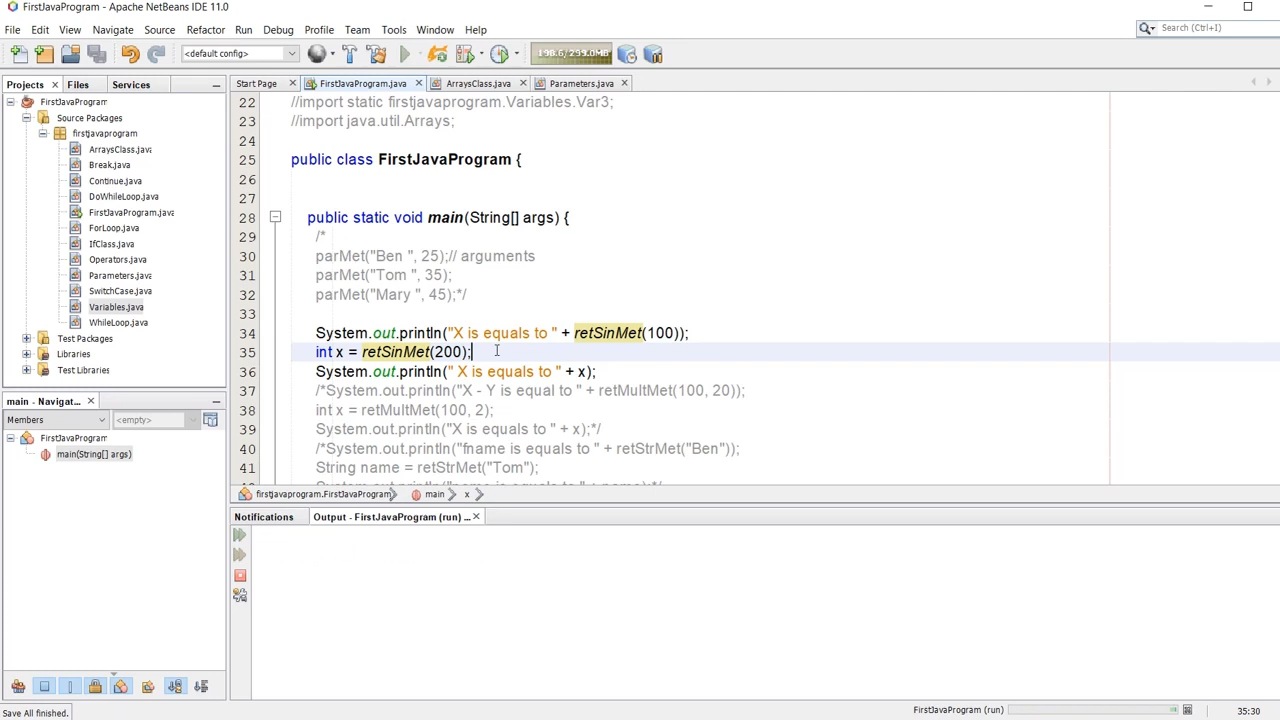 FirstJavaProgram - Apache NetBeans IDE 11.0
File Edit View Navigate Source Refactor Run Debug Profile Team Tools Window Help
Search (Ctrl+I)
<default config>
198.6/299.0MB
Projects Files Services
Start Page FirstJavaProgram.java ArraysClass.java Parameters.java
FirstJavaProgram
Source Packages
firstjavaprogram
ArraysClass.java
Break.java
Continue.java
DoWhileLoop.java
FirstJavaProgram.java
ForLoop.java
IfClass.java
Operators.java
Parameters.java
SwitchCase.java
Variables.java
WhileLoop.java
Test Packages
Libraries
Test Libraries
main - Navigat...
Members <empty>
FirstJavaProgram
main(String[] args)
22 //import static firstjavaprogram.Variables.Var3;
23 //import java.util.Arrays;
24
25 public class FirstJavaProgram {
26
27
28 public static void main(String[] args) {
29 /*
30 parMet("Ben ", 25);// arguments
31 parMet("Tom ", 35);
32 parMet("Mary ", 45);*/
33
34 System.out.println("X is equals to " + retSinMet(100));
35 int x = retSinMet(200);
36 System.out.println(" X is equals to " + x);
37 /*System.out.println("X - Y is equal to " + retMultMet(100, 20));
38 int x = retMultMet(100, 2);
39 System.out.println("X is equals to " + x);*/
40 /*System.out.println("fname is equals to " + retStrMet("Ben"));
41 String name = retStrMet("Tom");
firstjavaprogram.FirstJavaProgram main x
Notifications Output - FirstJavaProgram (run) ...
Save All finished.
FirstJavaProgram (run)
35:30